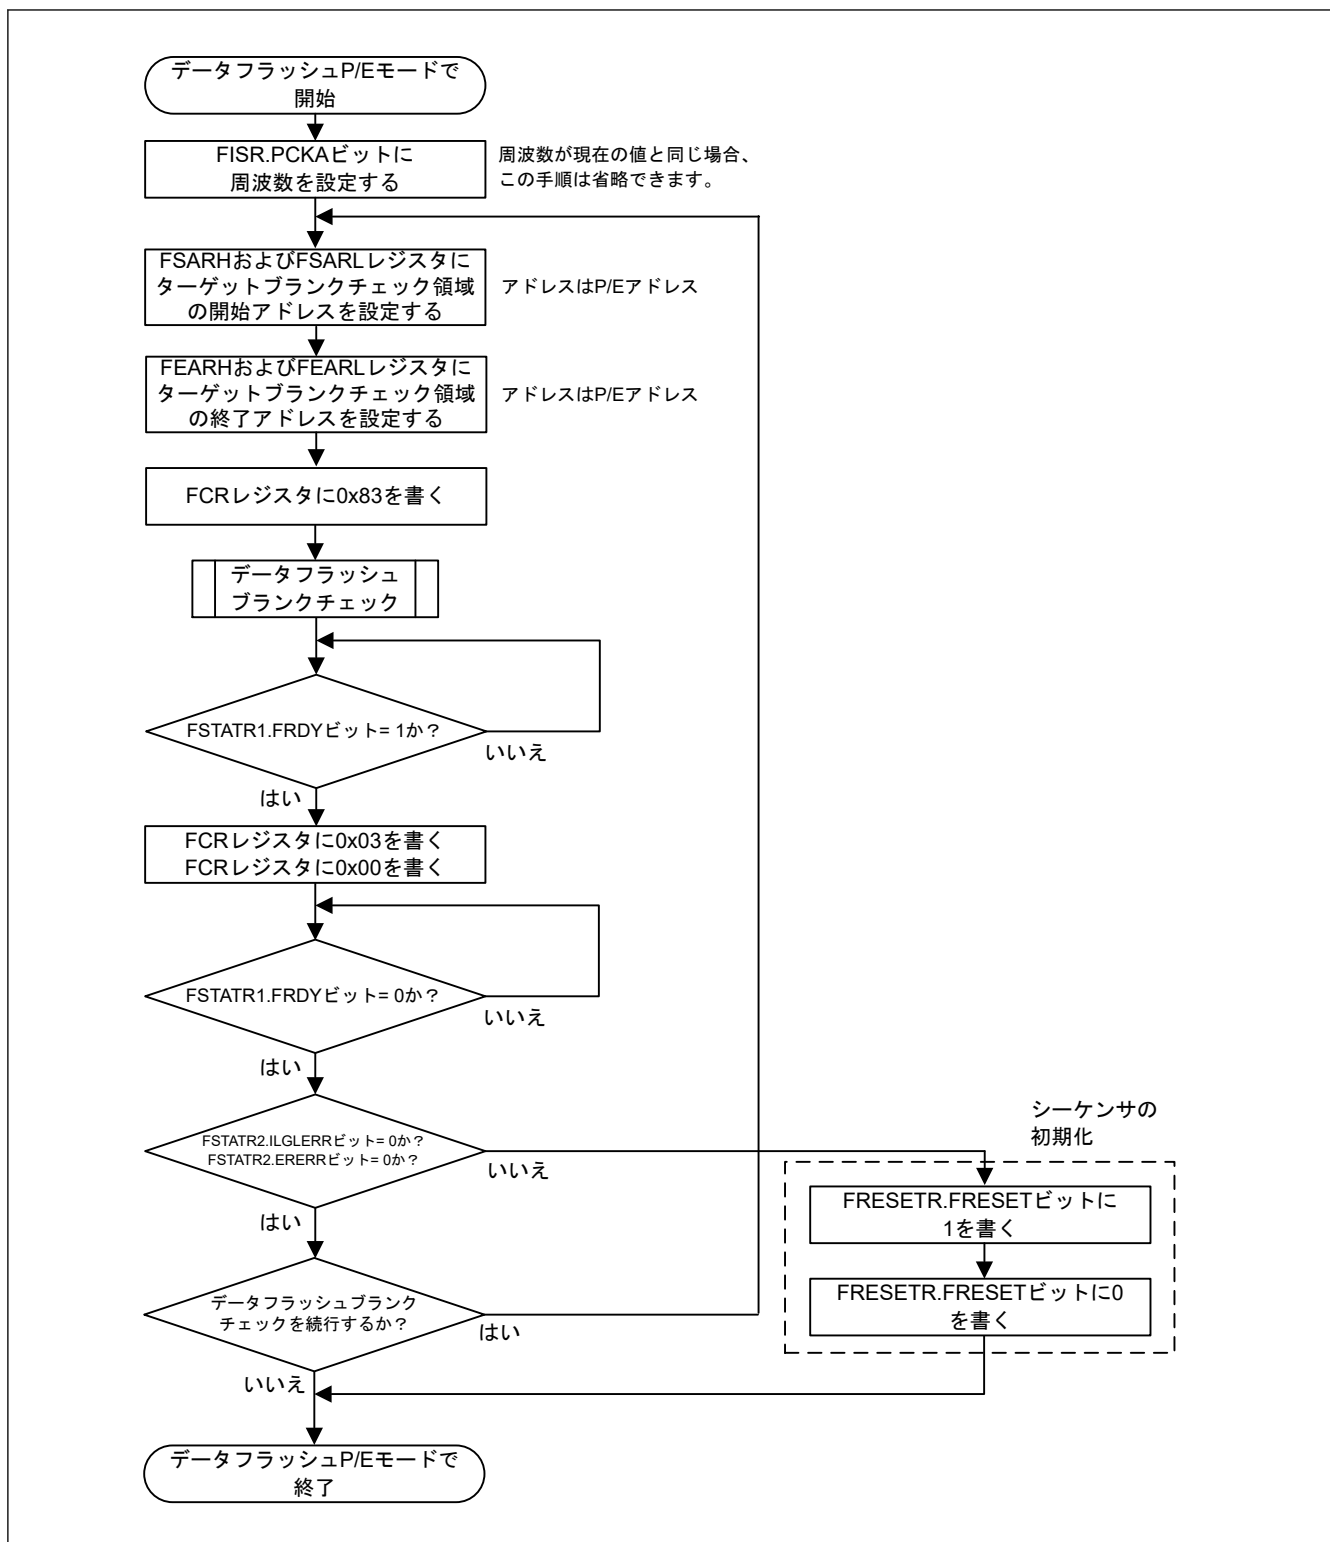 データフラッシュP/Eモードで
開始
FISR.PCKAビットに
周波数を設定する
周波数が現在の値と同じ場合、
この手順は省略できます。
FSARHおよびFSARLレジスタに
ターゲットブランクチェック領域
の開始アドレスを設定する
アドレスはP/Eアドレス
FEARHおよびFEARLレジスタに
ターゲットブランクチェック領域
の終了アドレスを設定する
アドレスはP/Eアドレス
FCRレジスタに0x83を書く
データフラッシュ
ブランクチェック
FSTATR1.FRDYビット= 1か？
いいえ
はい
FCRレジスタに0x03を書く
FCRレジスタに0x00を書く
FSTATR1.FRDYビット= 0か？
いいえ
はい
FSTATR2.ILGLERRビット= 0か？
FSTATR2.ERERRビット= 0か？
いいえ
はい
シーケンサの
初期化
FRESETR.FRESETビットに
1を書く
FRESETR.FRESETビットに0
を書く
データフラッシュブランク
チェックを続行するか？
はい
いいえ
データフラッシュP/Eモードで
終了